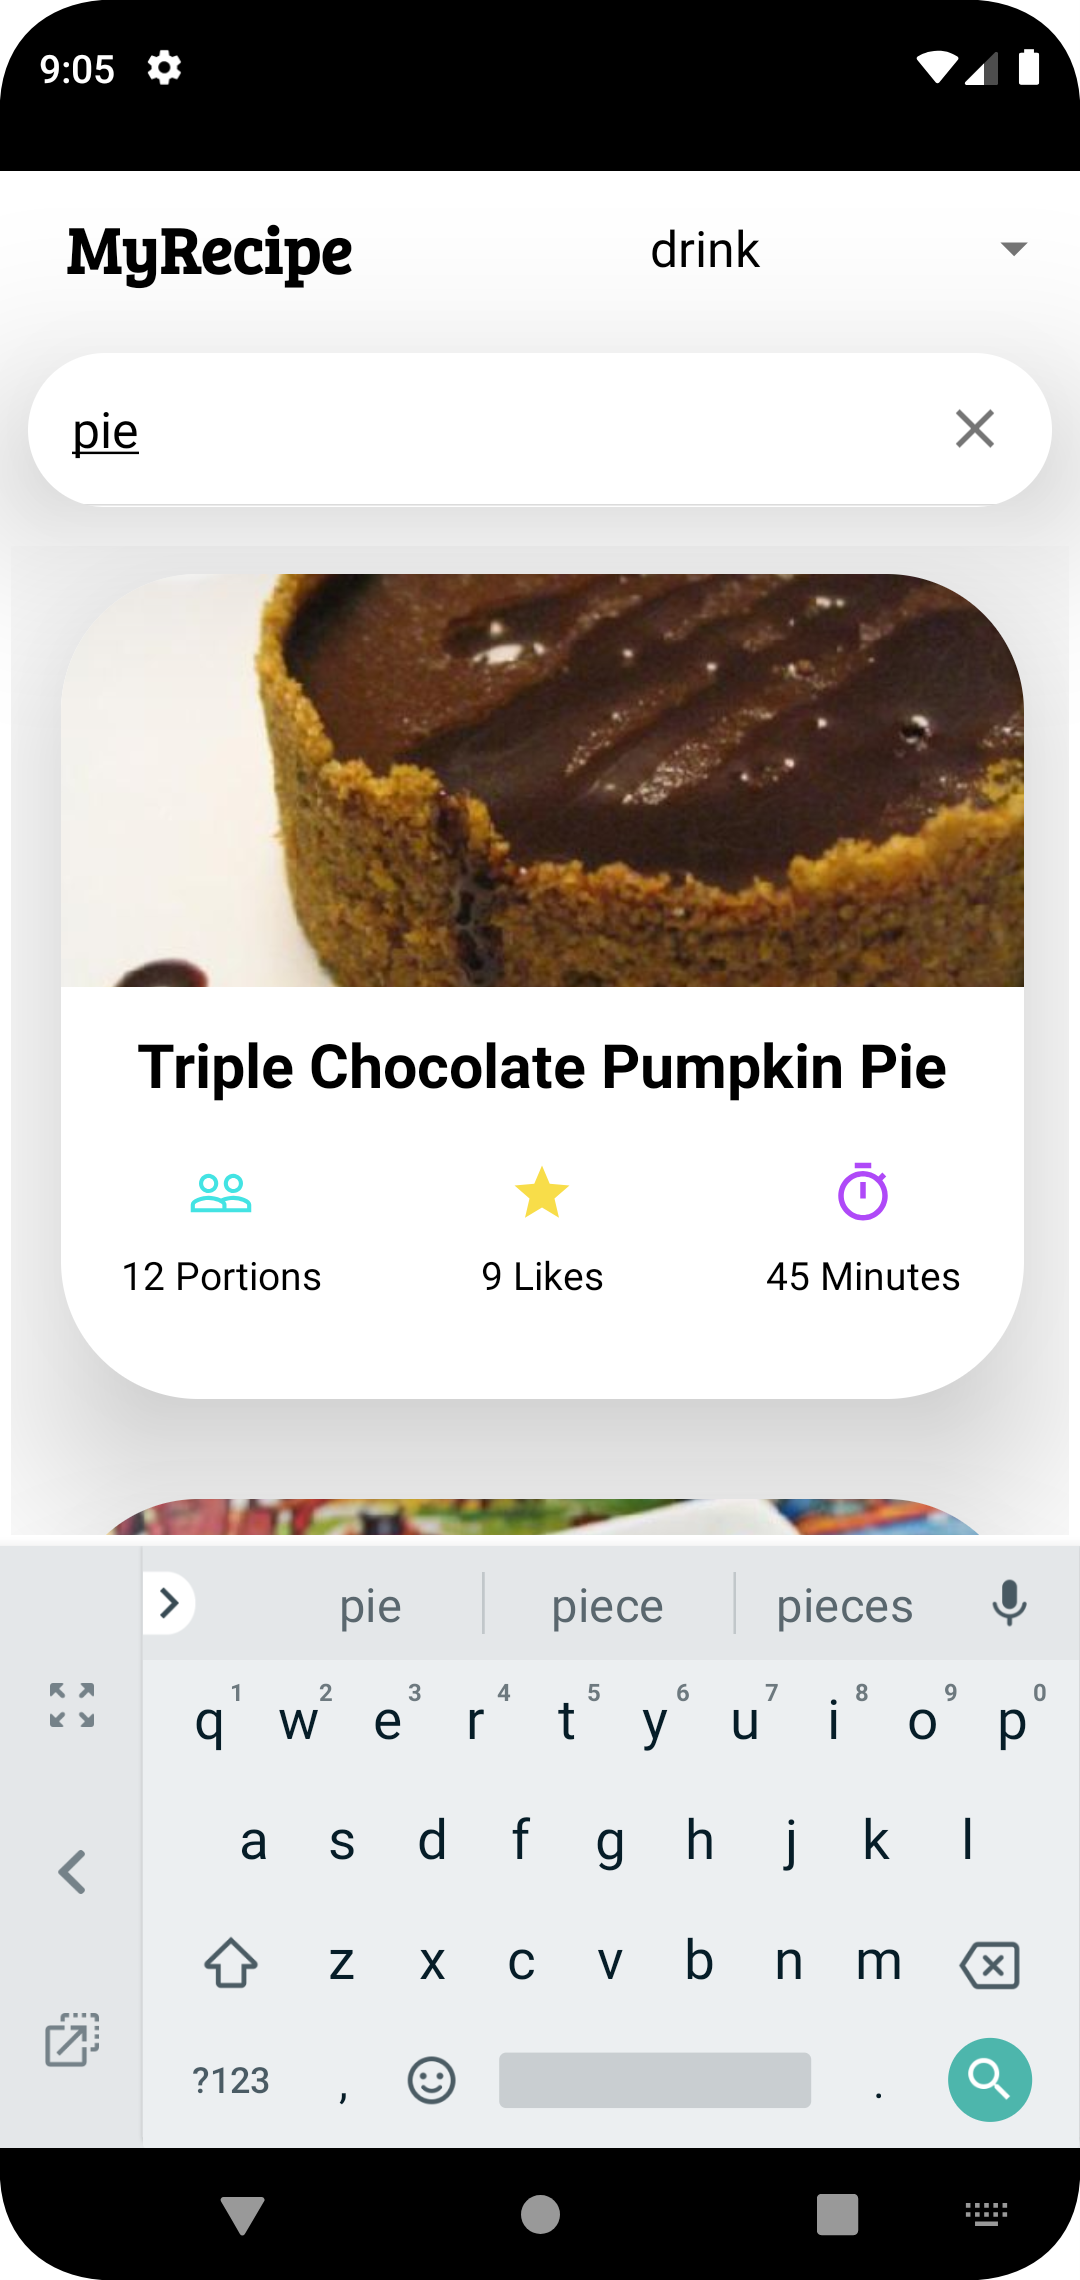 9:05
MyRecipe drink
pie
Triple Chocolate Pumpkin Pie
12 Portions 9 Likes 45 Minutes
pie piece pieces
q 1 w 2 e 3 r 4 t 5 y 6 u 7 i 8 o 9 p 0
a s d f g h j k l
z x c v b n m
?123 , .